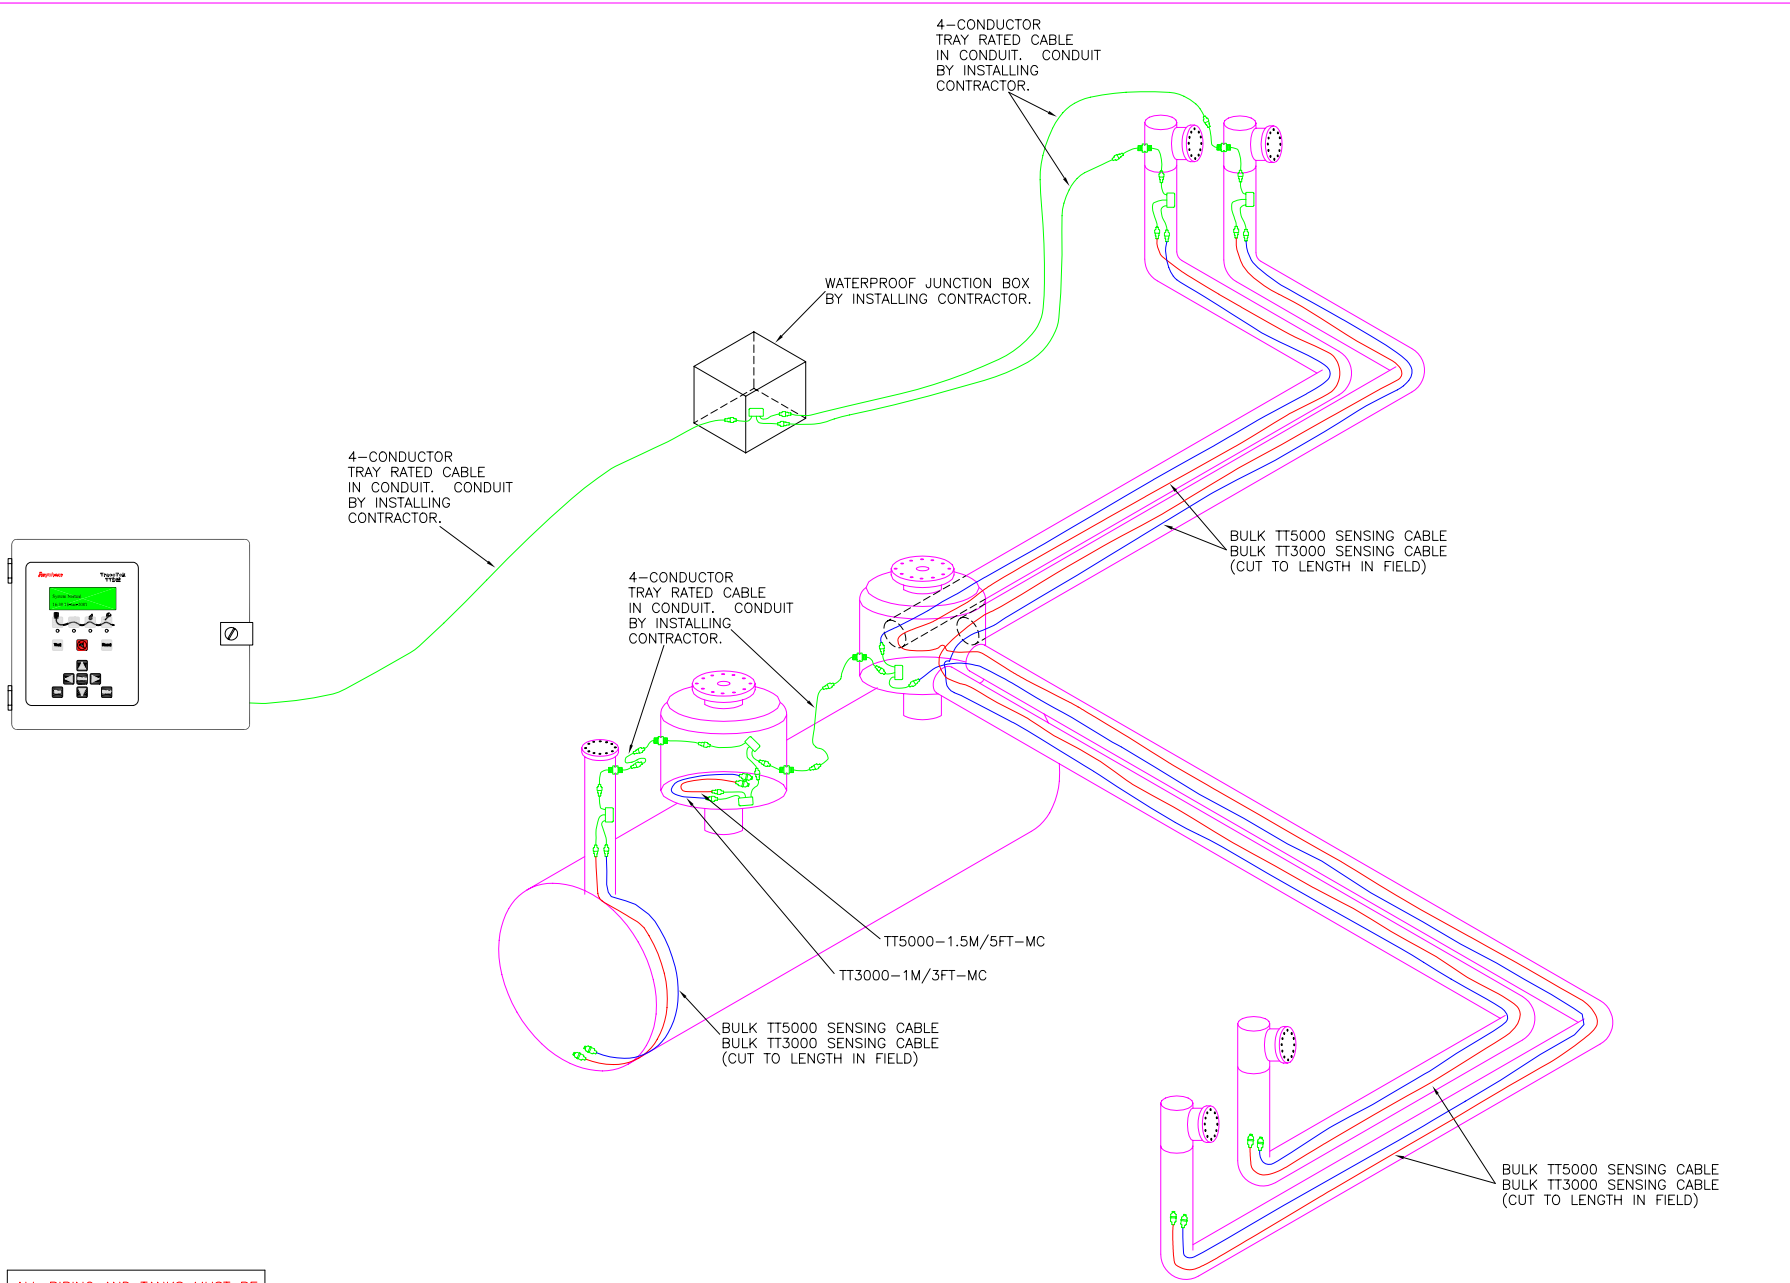 4-CONDUCTOR
TRAY RATED CABLE
IN CONDUIT. CONDUIT
BY INSTALLING
CONTRACTOR.
WATERPROOF JUNCTION BOX
BY INSTALLING CONTRACTOR.
4-CONDUCTOR
TRAY RATED CABLE
IN CONDUIT. CONDUIT
BY INSTALLING
CONTRACTOR.
BULK TT5000 SENSING CABLE
BULK TT3000 SENSING CABLE
(CUT TO LENGTH IN FIELD)
4-CONDUCTOR
TRAY RATED CABLE
IN CONDUIT. CONDUIT
BY INSTALLING
CONTRACTOR.
TT5000-1.5M/5FT-MC
TT3000-1M/3FT-MC
BULK TT5000 SENSING CABLE
BULK TT3000 SENSING CABLE
(CUT TO LENGTH IN FIELD)
BULK TT5000 SENSING CABLE
BULK TT3000 SENSING CABLE
(CUT TO LENGTH IN FIELD)